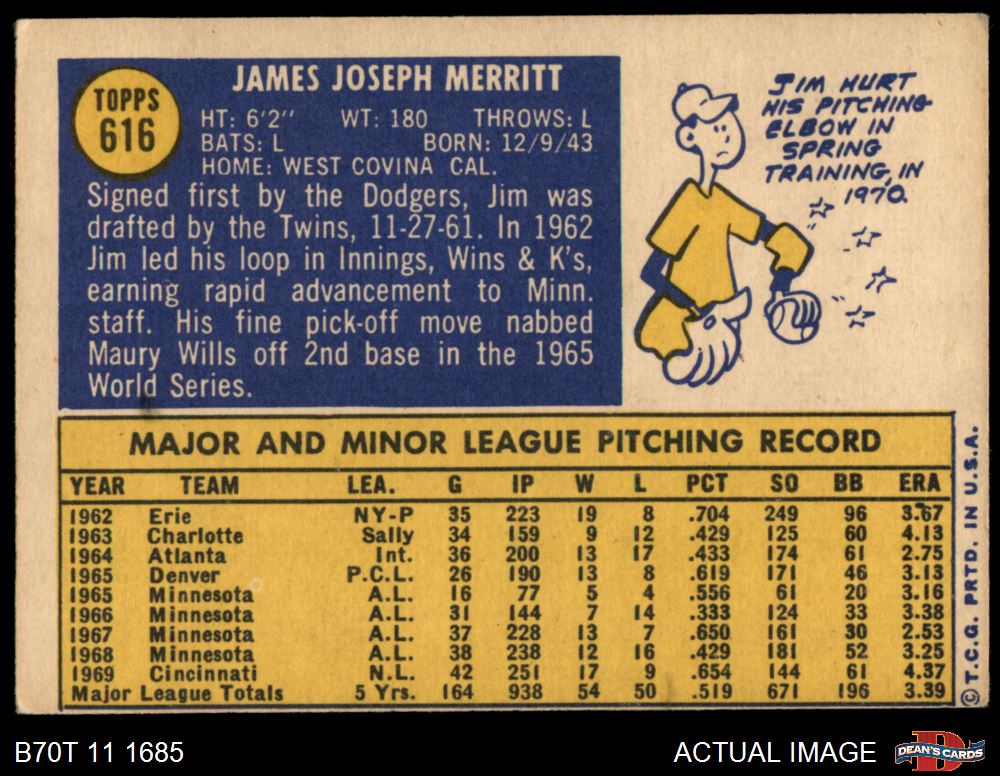 TOPPS
616
JAMES JOSEPH MERRITT
HT: 6'2" WT: 180 THROWS: L
BATS: L BORN: 12/9/43
HOME: WEST COVINA CAL.
Signed first by the Dodgers, Jim was
drafted by the Twins, 11-27-61. In 1962
Jim led his loop in Innings, Wins & K's,
earning rapid advancement to Minn.
staff. His fine pick-off move nabbed
Maury Wills off 2nd base in the 1965
World Series.
JIM HURT
HIS PITCHING
ELBOW IN
SPRING
TRAINING, IN
1970.
MAJOR AND MINOR LEAGUE PITCHING RECORD
YEAR TEAM LEA. G IP W L PCT SO BB ERA
1962 Erie NY-P 35 223 19 8 .704 249 96 3.67
1963 Charlotte Sally 34 159 9 12 .429 125 60 4.13
1964 Atlanta Int. 36 200 13 17 .433 174 61 2.75
1965 Denver P.C.L. 26 190 13 8 .619 171 46 3.13
1965 Minnesota A.L. 16 77 5 4 .556 61 20 3.16
1966 Minnesota A.L. 31 144 7 14 .333 124 33 3.38
1967 Minnesota A.L. 37 228 13 7 .650 161 30 2.53
1968 Minnesota A.L. 38 238 12 16 .429 181 52 3.25
1969 Cincinnati N.L. 42 251 17 9 .654 144 61 4.37
Major League Totals 5 Yrs. 164 938 54 50 .519 671 196 3.39
© T.C.G. PRTD. IN U.S.A.
B70T 11 1685
ACTUAL IMAGE
DEAN'S CARDS